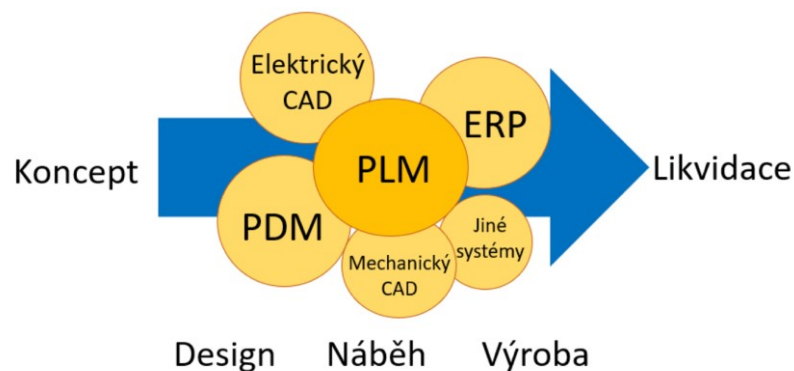 Elektrický
CAD
ERP
Koncept
PLM
Likvidace
PDM
Jiné
systémy
Mechanický
CAD
Design
Náběh
Výroba